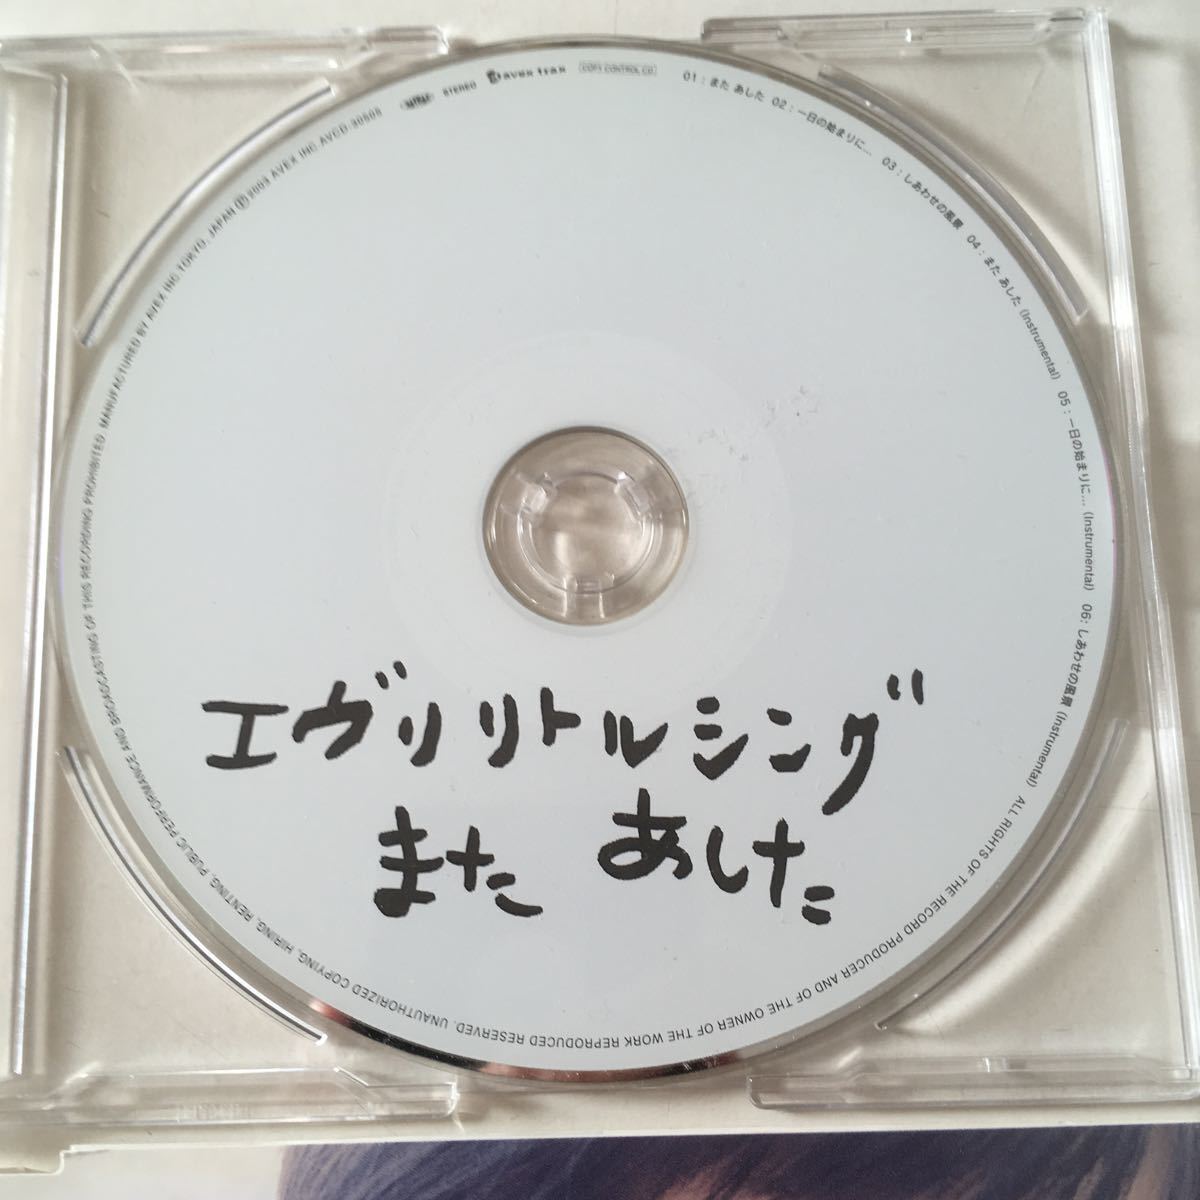 STEREO avex trax COPY CONTROL CD
01：また あした 02：一日の始まりに… 03：しあわせの風景 04：また あした (Instrumental) 05：一日の始まりに… (Instrumental) 06：しあわせの風景 (Instrumental)
ALL RIGHTS OF THE RECORD PRODUCER AND OF THE OWNER OF THE WORK REPRODUCED RESERVED. UNAUTHORIZED COPYING, HIRING, RENTING, PUBLIC PERFORMANCE AND BROADCASTING OF THIS RECORDING PROHIBITED. MANUFACTURED BY AVEX INC.TOKYO, JAPAN Ⓟ2003 AVEX INC.AVCD-30505
エヴリリトルシング
また あした